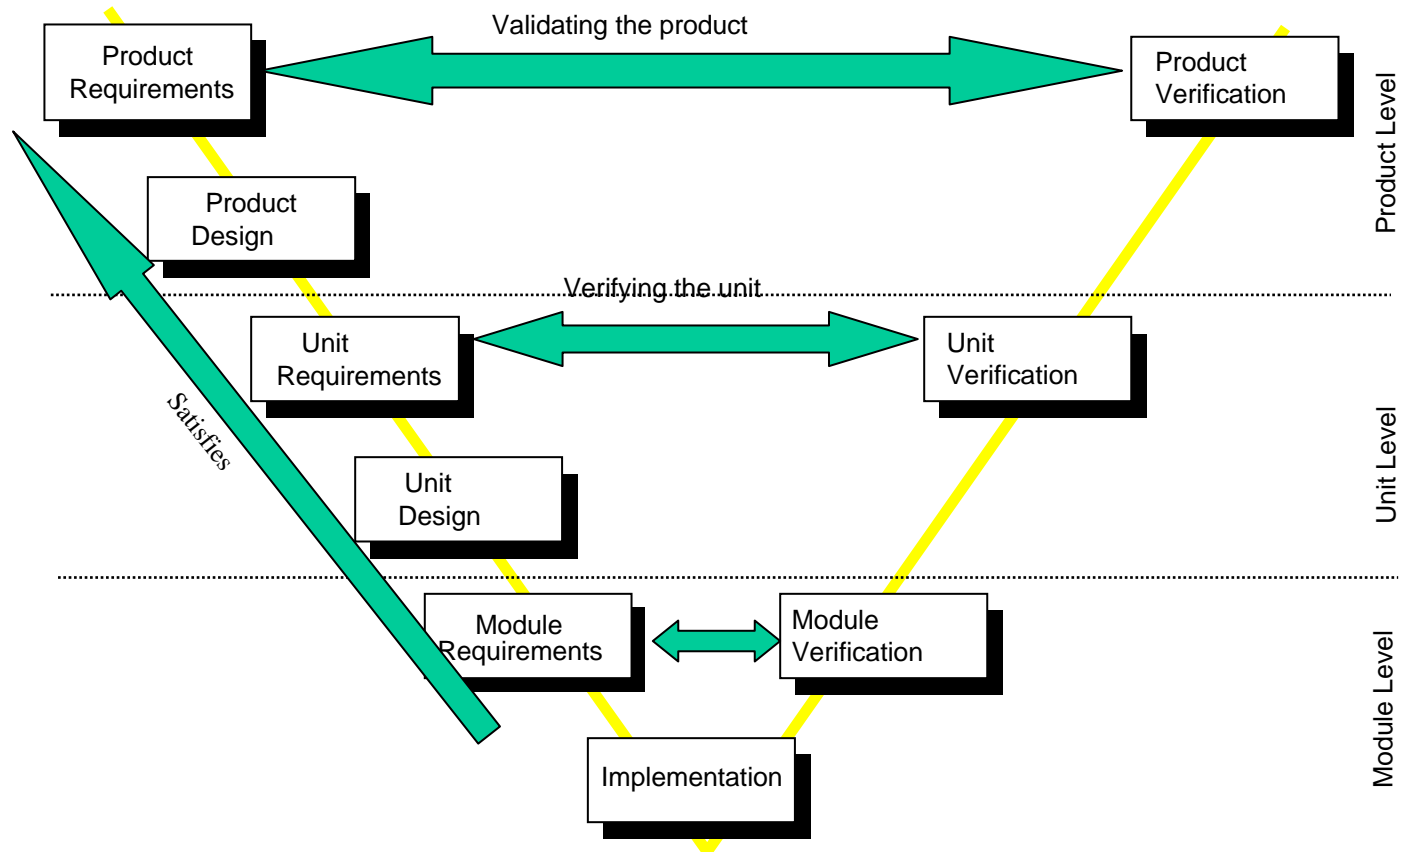 Validating the product
Product
Requirements
Product
Verification
Product Level
Product
Design
Verifying the unit
Unit
Requirements
Unit
Verification
Satisfies
Unit Level
Unit
Design
Module
Requirements
Module
Verification
Module Level
Implementation